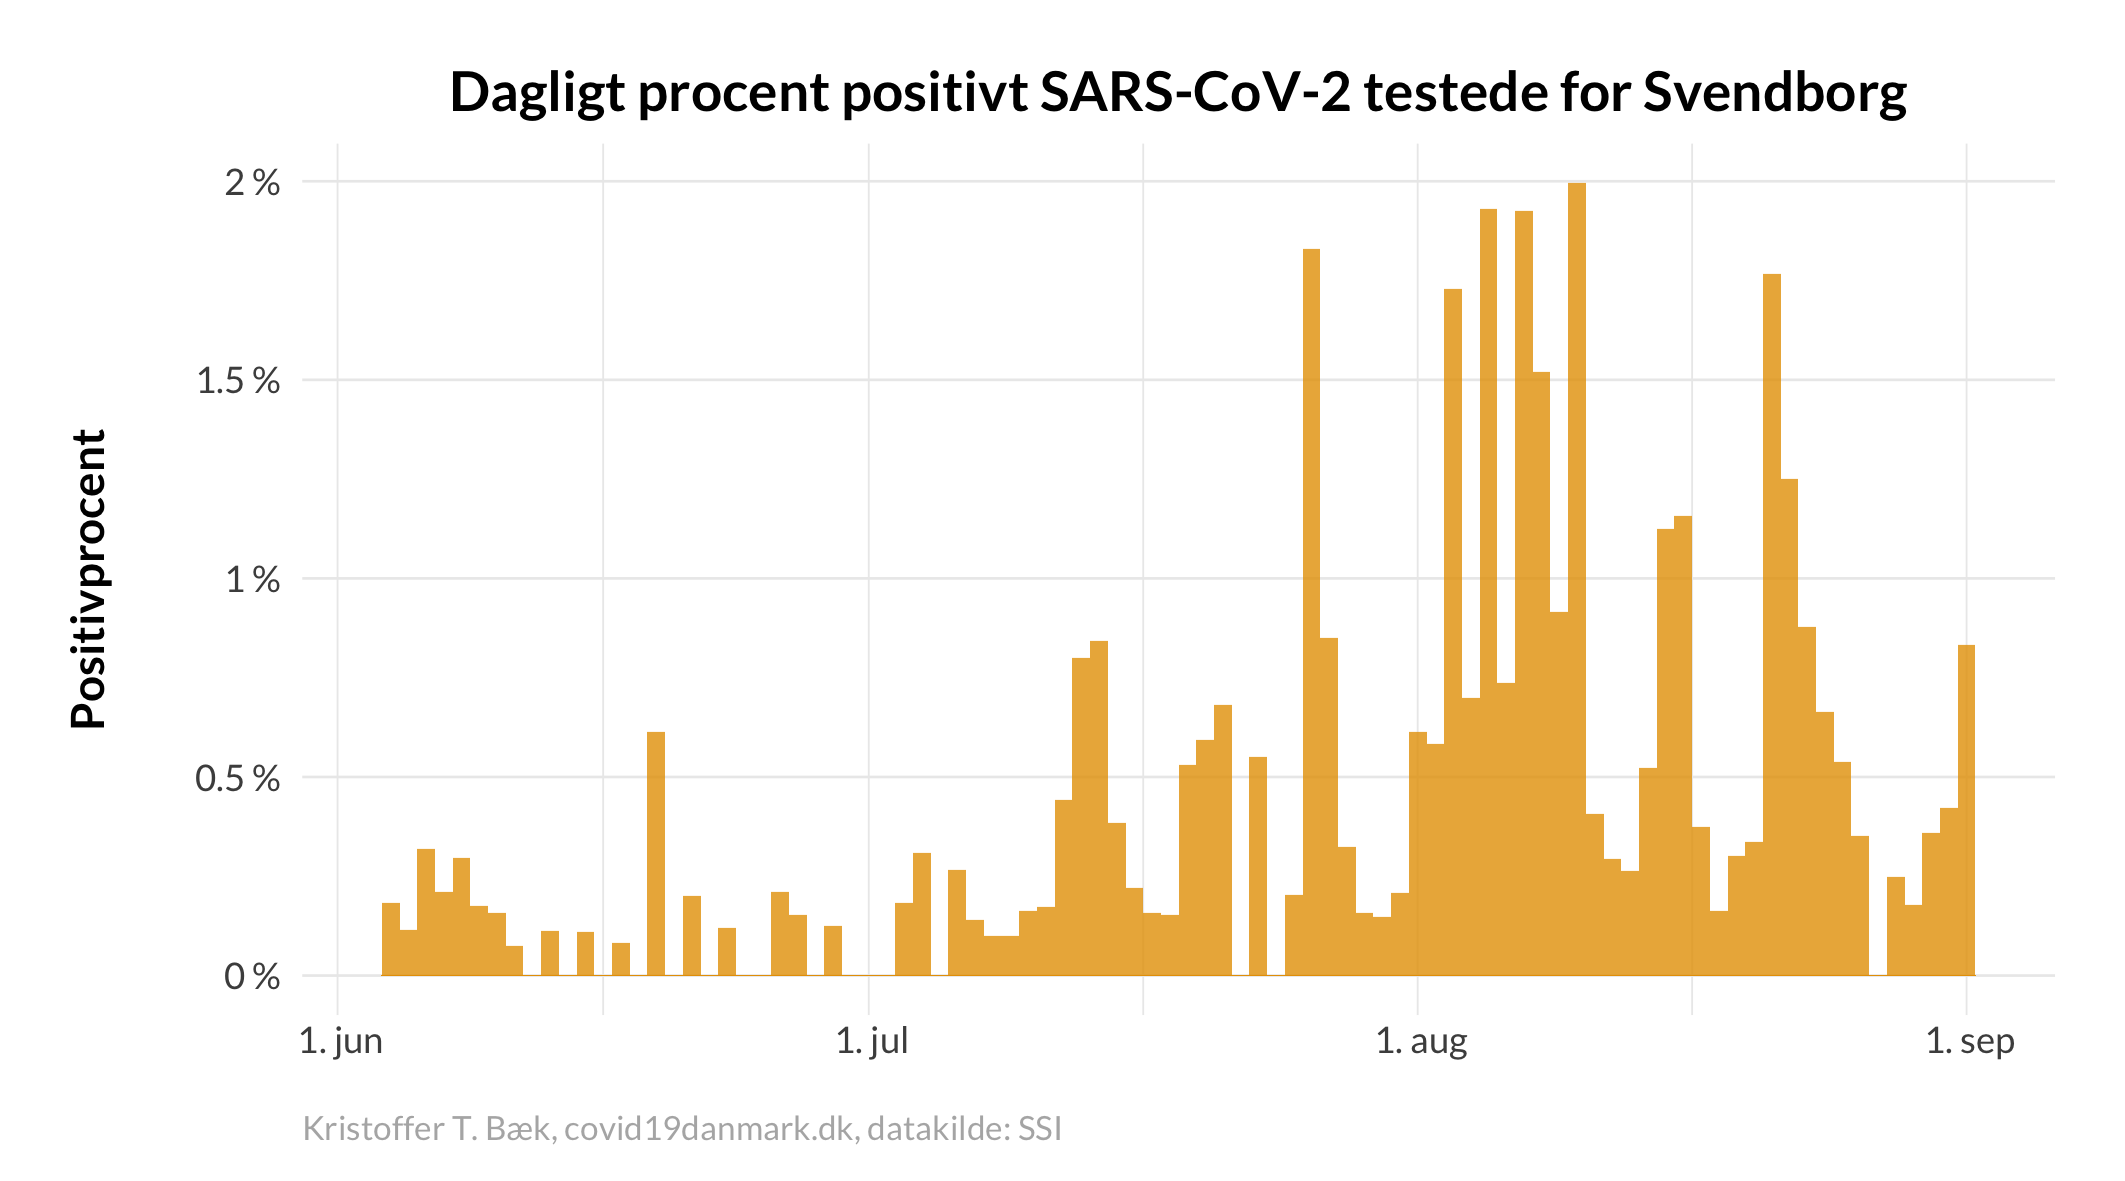 Dagligt procent positivt SARS-CoV-2 testede for Svendborg
Positivprocent
2 %
1.5 %
1 %
0.5 %
0 %
1. jun
1. jul
1. aug
1. sep
Kristoffer T. Bæk, covid19danmark.dk, datakilde: SSI